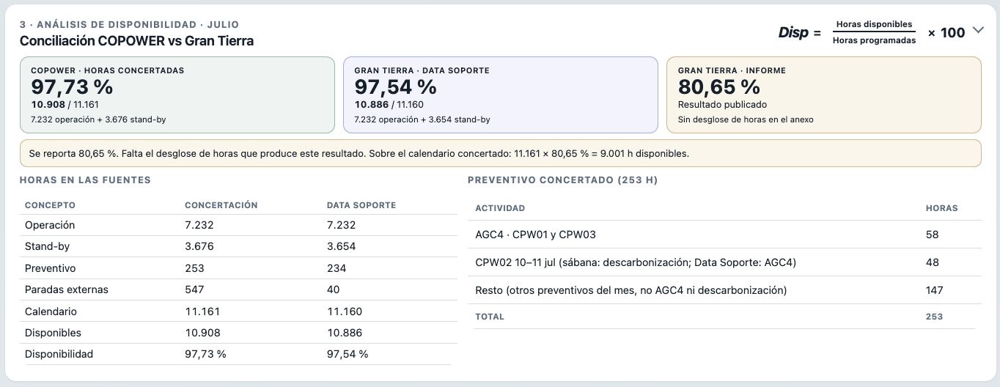 3 · ANÁLISIS DE DISPONIBILIDAD · JULIO
Conciliación COPOWER vs Gran Tierra
Disp = Horas disponibles / Horas programadas × 100
COPOWER · HORAS CONCERTADAS
97,73 %
10.908 / 11.161
7.232 operación + 3.676 stand-by
GRAN TIERRA · DATA SOPORTE
97,54 %
10.886 / 11.160
7.232 operación + 3.654 stand-by
GRAN TIERRA · INFORME
80,65 %
Resultado publicado
Sin desglose de horas en el anexo
Se reporta 80,65 %. Falta el desglose de horas que produce este resultado. Sobre el calendario concertado: 11.161 × 80,65 % = 9.001 h disponibles.
HORAS EN LAS FUENTES
CONCEPTO CONCERTACIÓN DATA SOPORTE
Operación 7.232 7.232
Stand-by 3.676 3.654
Preventivo 253 234
Paradas externas 547 40
Calendario 11.161 11.160
Disponibles 10.908 10.886
Disponibilidad 97,73 % 97,54 %
PREVENTIVO CONCERTADO (253 H)
ACTIVIDAD HORAS
AGC4 · CPW01 y CPW03 58
CPW02 10–11 jul (sábana: descarbonización; Data Soporte: AGC4) 48
Resto (otros preventivos del mes, no AGC4 ni descarbonización) 147
TOTAL 253